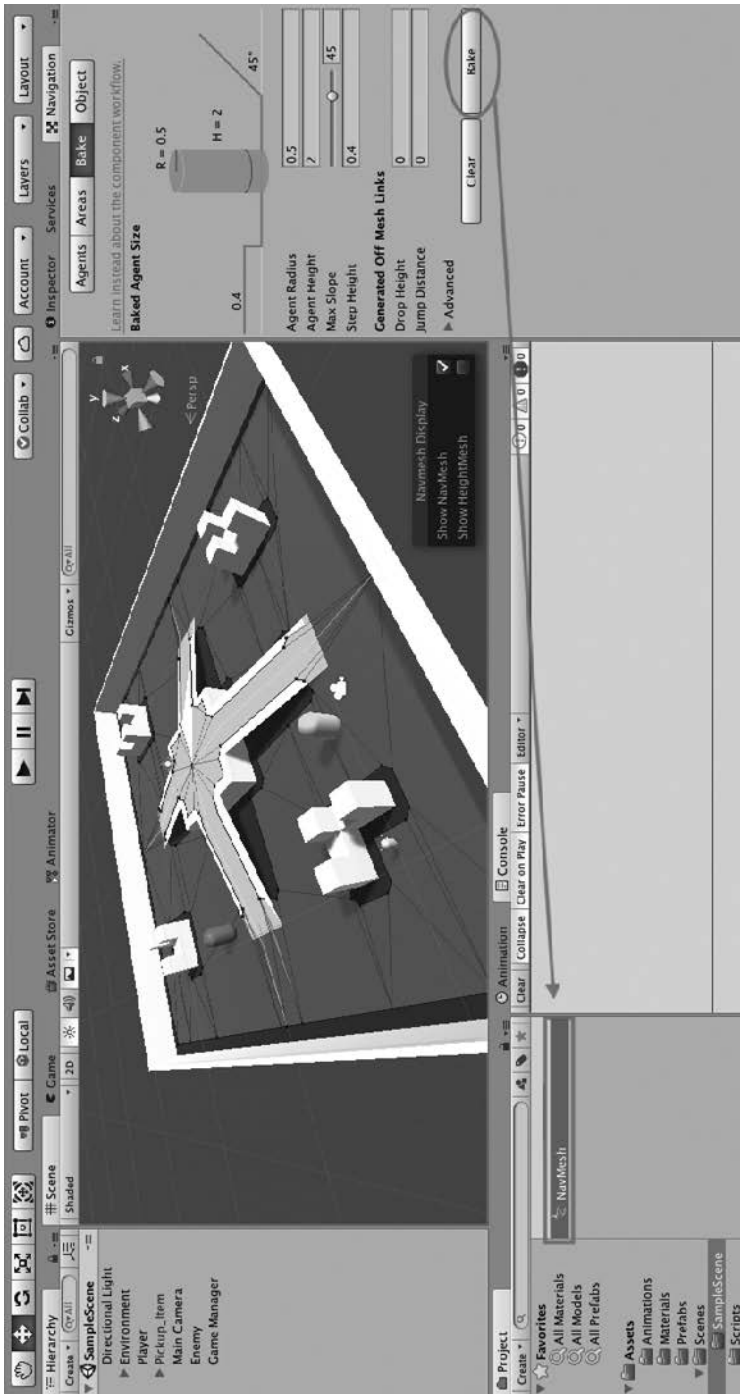 Pivot Local
Collab Account Layers Layout
Hierarchy
Create All
SampleScene
Directional Light
Environment
Player
Pickup_Item
Main Camera
Enemy
Game Manager
Scene Game Asset Store Animator
Shaded 2D Gizmos All
y
x
z
Persp
Navmesh Display
Show NavMesh
Show HeightMesh
Inspector Services Navigation
Agents Areas Bake Object
Learn instead about the component workflow.
Baked Agent Size
R = 0.5
H = 2
0.4
45°
Agent Radius 0.5
Agent Height 2
Max Slope 45
Step Height 0.4
Generated Off Mesh Links
Drop Height 0
Jump Distance 0
Advanced
Clear Bake
Project
Create
Favorites
All Materials
All Models
All Prefabs
Assets
Animations
Materials
Prefabs
Scenes
SampleScene
Scripts
NavMesh
Animation Console
Clear Collapse Clear on Play Error Pause Editor 0 0 0